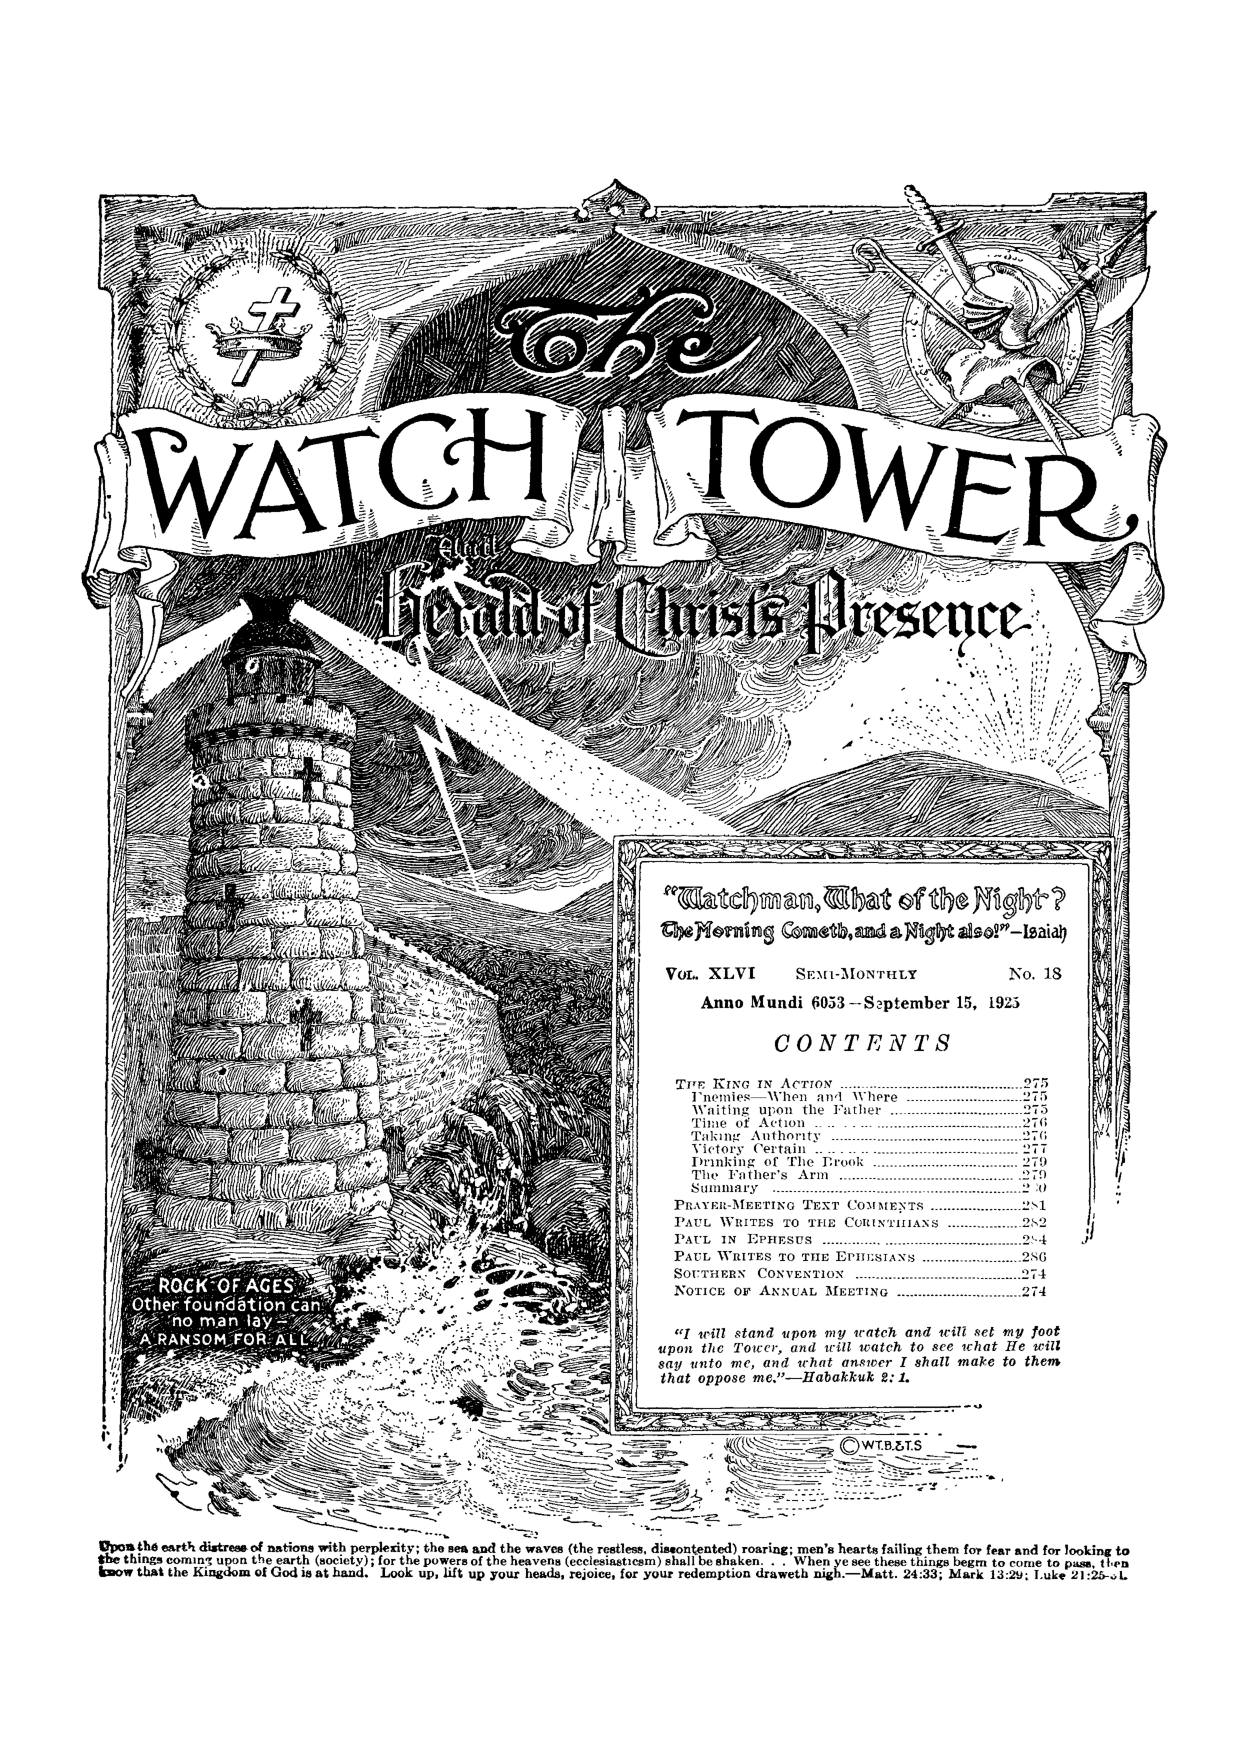 The
WATCH TOWER
And
Herald of Christ's Presence
"Watchman, What of the Night?
The Morning Cometh, and a Night also!"—Isaiah
VOL. XLVI SEMI-MONTHLY No. 18
Anno Mundi 6053—September 15, 1925
CONTENTS
THE KING IN ACTION 275
Enemies—When and Where 275
Waiting upon the Father 275
Time of Action 276
Taking Authority 276
Victory Certain 277
Drinking of The Brook 279
The Father's Arm 279
Summary
PRAYER-MEETING TEXT COMMENTS 281
PAUL WRITES TO THE CORINTHIANS 282
PAUL IN EPHESUS 284
PAUL WRITES TO THE EPHESIANS 286
SOUTHERN CONVENTION 274
NOTICE OF ANNUAL MEETING 274
"I will stand upon my watch and will set my foot
upon the Tower, and will watch to see what He will
say unto me, and what answer I shall make to them
that oppose me."—Habakkuk 2:1.
ROCK OF AGES
Other foundation can
no man lay—
A RANSOM FOR ALL
© W.T.B.&T.S
Upon the earth distress of nations with perplexity; the sea and the waves (the restless, discontented) roaring; men's hearts failing them for fear and for looking to
the things coming upon the earth (society); for the powers of the heavens (ecclesiasticsm) shall be shaken. . . When ye see these things begin to come to pass, then
know that the Kingdom of God is at hand. Look up, lift up your heads, rejoice, for your redemption draweth nigh.—Matt. 24:33; Mark 13:29; Luke 21:25-31.